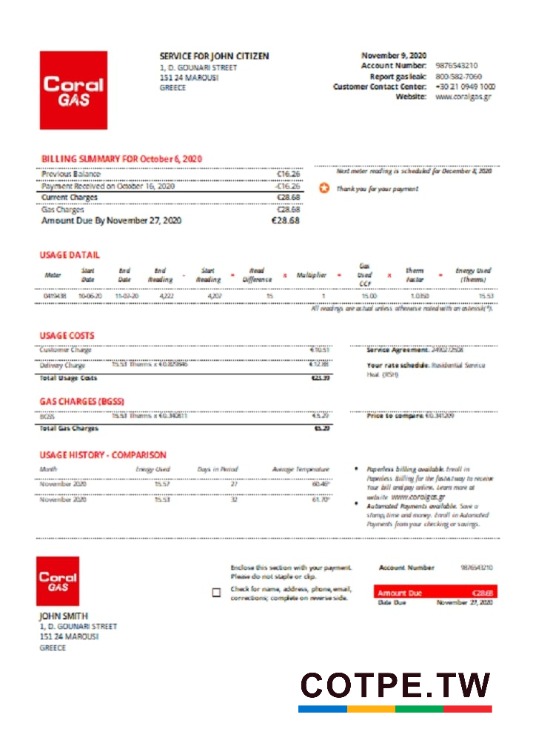 Coral
GAS
SERVICE FOR JOHN CITIZEN
1, D. GOUNARI STREET
151 24 MAROUSI
GREECE
November 9, 2020
Account Number: 9876543210
Report gas leak: 800-582-7060
Customer Contact Center: +30 21 0949 1000
Website: www.coralgas.gr
BILLING SUMMARY FOR October 6, 2020
Previous Balance €16.26
Payment Received on October 16, 2020 -€16.26
Current Charges €28.68
Gas Charges €28.68
Amount Due By November 27, 2020 €28.68
Next meter reading is scheduled for December 8, 2020
Thank you for your payment
USAGE DATAIL
Meter Start Date End Date End Reading - Start Reading = Read Difference x Multiplier = Gas Used CCF x Therm Factor = Energy Used (Therms)
0419438 10-06-20 11-07-20 4,222 4,207 15 1 15.00 1.0350 15.53
All readings are actual unless otherwise noted with an asterisk(*).
USAGE COSTS
Customer Charge €10.51
Delivery Charge 15.53 Therms x €0.829846 €12.88
Total Usage Costs €23.39
Service Agreement:
Your rate schedule: Residential Service
Heat (RSH)
GAS CHARGES (BGSS)
BGSS 15.53 Therms x €0.340811 €5.29
Total Gas Charges €5.29
Price to compare: €0.341209
USAGE HISTORY - COMPARISON
Month Energy Used Days in Period Average Temperature
November 2020 15.57 27 60.46°
November 2020 15.53 32 61.70°
• Paperless billing available. Enroll in
Paperless. Billing for the fastest way to receive
Your bill and pay online. Learn more at
website www.coralgas.gr
• Automated Payments available. Save a
stamp, time and money. Enroll in Automated
Payments from your checking or savings.
Coral
GAS
Enclose this section with your payment.
Please do not staple or clip.
Check for name, address, phone, email,
corrections; complete on reverse side.
Account Number 9876543210
Amount Due €28.68
Date Due November 27, 2020
JOHN SMITH
1, D. GOUNARI STREET
151 24 MAROUSI
GREECE
COTPE.TW